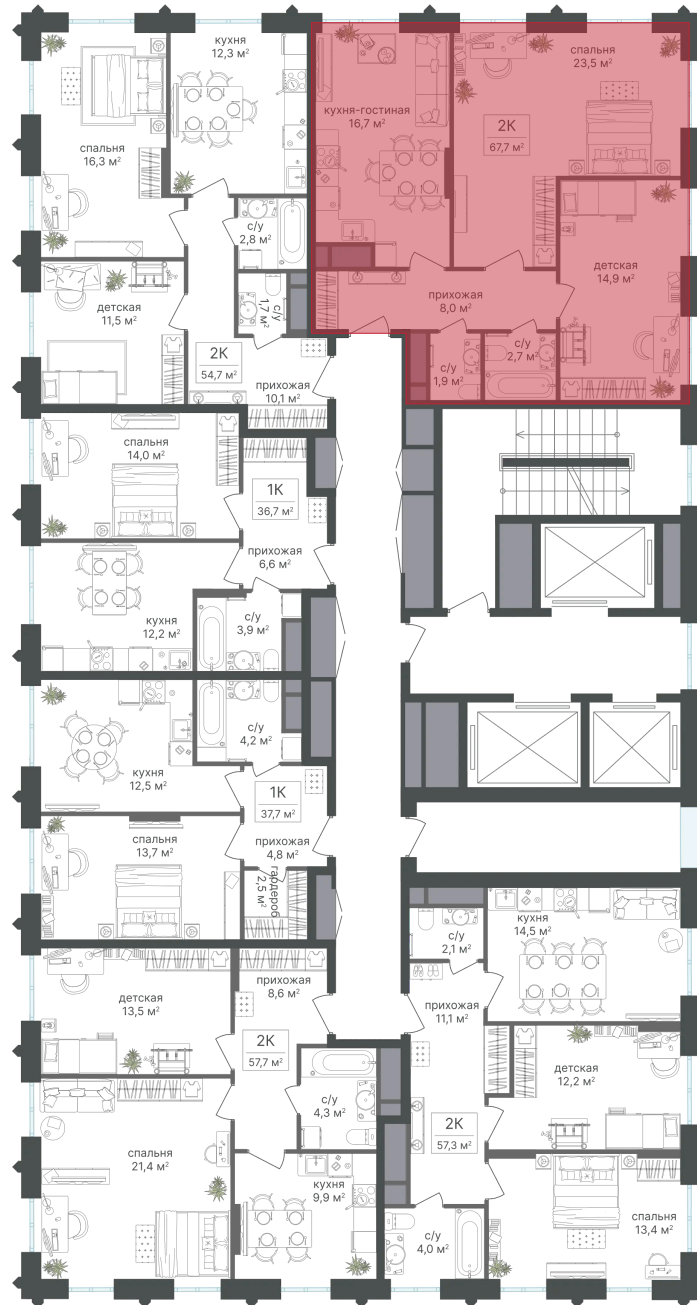 кухня
12,3 м²
спальня
16,3 м²
с/у
2,8 м²
детская
11,5 м²
с/у
1,7 м²
2К
54,7 м²
прихожая
10,1 м²
кухня-гостиная
16,7 м²
спальня
23,5 м²
2К
67,7 м²
детская
14,9 м²
прихожая
8,0 м²
с/у
2,7 м²
с/у
1,9 м²
спальня
14,0 м²
1К
36,7 м²
прихожая
6,6 м²
кухня
12,2 м²
с/у
3,9 м²
с/у
4,2 м²
кухня
12,5 м²
1К
37,7 м²
спальня
13,7 м²
прихожая
4,8 м²
гардероб
2,5 м²
детская
13,5 м²
прихожая
8,6 м²
2К
57,7 м²
с/у
4,3 м²
спальня
21,4 м²
кухня
9,9 м²
с/у
2,1 м²
кухня
14,5 м²
прихожая
11,1 м²
детская
12,2 м²
2К
57,3 м²
с/у
4,0 м²
спальня
13,4 м²